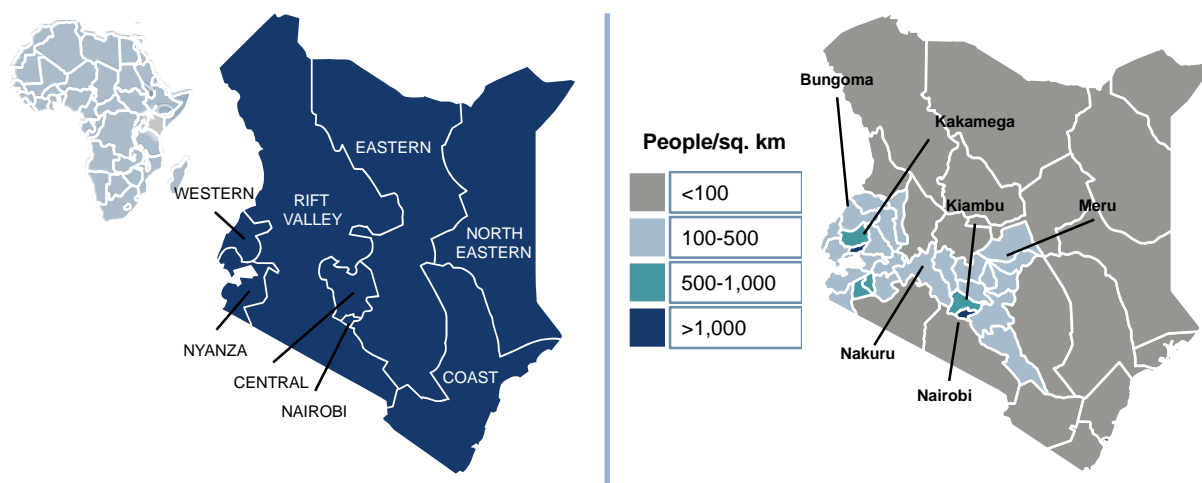 EASTERN
WESTERN
RIFT
VALLEY
NORTH
EASTERN
NYANZA
CENTRAL
COAST
NAIROBI
People/sq. km
<100
100-500
500-1,000
>1,000
Bungoma
Kakamega
Kiambu
Meru
Nakuru
Nairobi